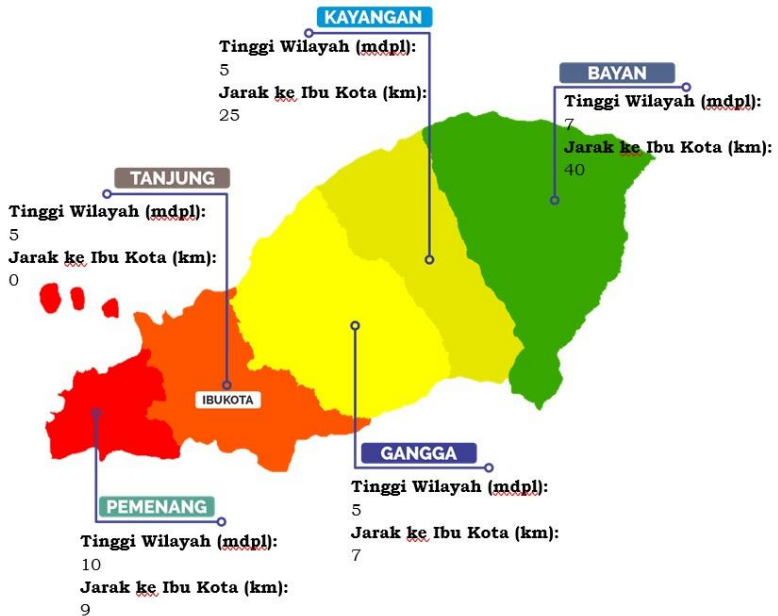 KAYANGAN
Tinggi Wilayah (mdpl):
5
Jarak ke Ibu Kota (km):
25
BAYAN
Tinggi Wilayah (mdpl):
7
Jarak ke Ibu Kota (km):
40
TANJUNG
Tinggi Wilayah (mdpl):
5
Jarak ke Ibu Kota (km):
0
IBUKOTA
GANGGA
Tinggi Wilayah (mdpl):
5
Jarak ke Ibu Kota (km):
7
PEMENANG
Tinggi Wilayah (mdpl):
10
Jarak ke Ibu Kota (km):
9